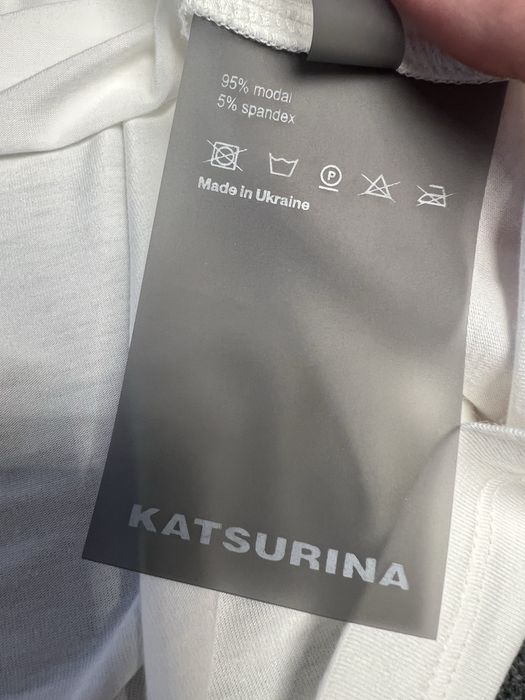 95% modal
5% spandex
P
Made in Ukraine
KATSURINA